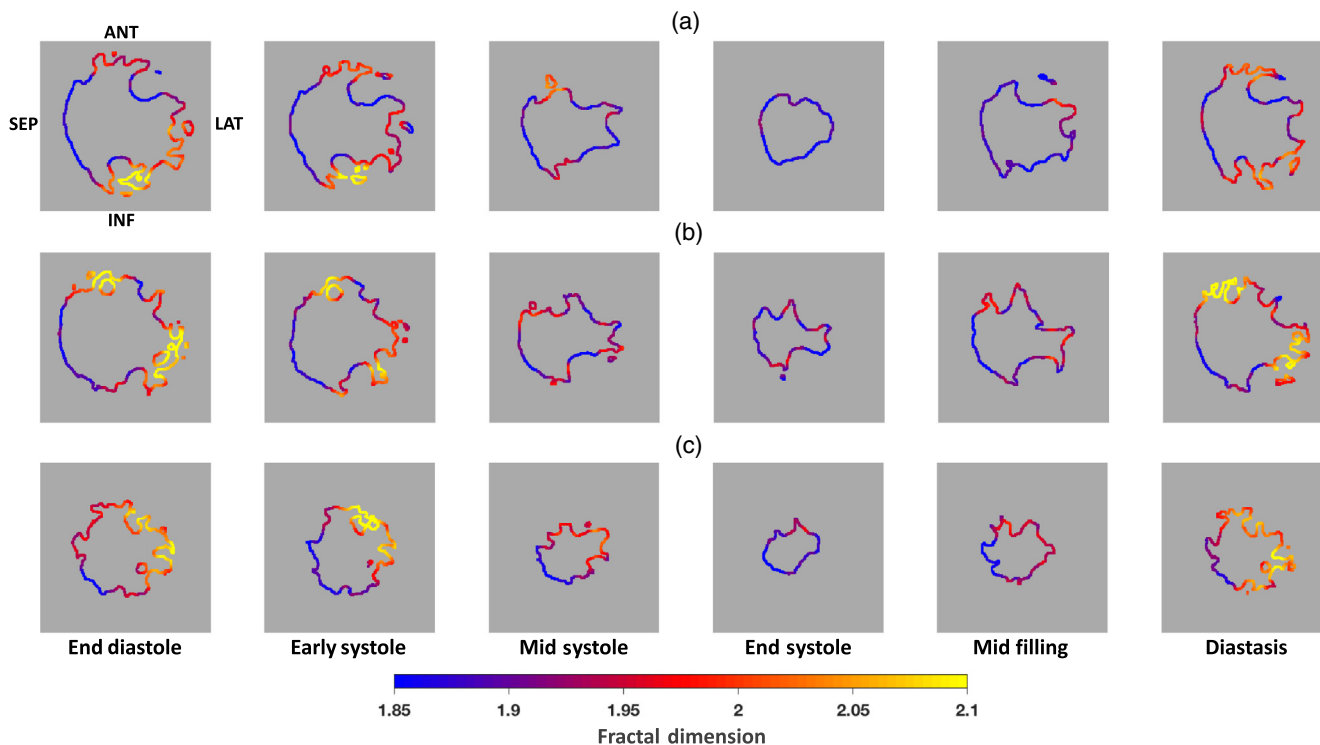 (a)
ANT
SEP
LAT
INF
(b)
(c)
End diastole
Early systole
Mid systole
End systole
Mid filling
Diastasis
1.85
1.9
1.95
2
2.05
2.1
Fractal dimension